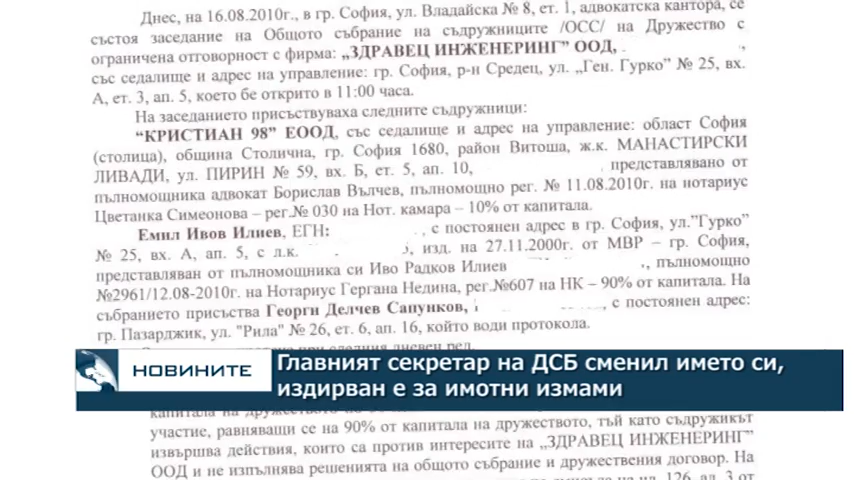 Днес, на 16.08.2010г., в гр. София, ул. Владайска № 8, ет. 1, адвокатска кантора, се
състоя заседание на Общото събрание на съдружниците /ОСС/ на Дружество с
ограничена отговорност с фирма: „ЗДРАВЕЦ ИНЖЕНЕРИНГ” ООД,
със седалище и адрес на управление: гр. София, р-н Средец, ул. „Ген. Гурко” № 25, вх.
А, ет. 3, ап. 5, което бе открито в 11:00 часа.
На заседанието присъствуваха следните съдружници:
“КРИСТИАН 98” ЕООД, със седалище и адрес на управление: област София
(столица), община Столична, гр. София 1680, район Витоша, ж.к. МАНАСТИРСКИ
ЛИВАДИ, ул. ПИРИН № 59, вх. Б, ет. 5, ап. 10, представлявано от
пълномощника адвокат Борислав Вълчев, пълномощно рег. № 11.08.2010г. на нотариус
Цветанка Симеонова – рег.№ 030 на Нот. камара – 10% от капитала.
Емил Ивов Илиев, ЕГН: , с постоянен адрес в гр. София, ул.”Гурко”
№ 25, вх. А, ап. 5, с л.к. , изд. на 27.11.2000г. от МВР – гр. София,
представляван от пълномощника си Иво Радков Илиев , пълномощно
№2961/12.08-2010г. на Нотариус Гергана Недина, рег.№607 на НК – 90% от капитала. На
събранието присъства Георги Делчев Сапунков, , с постоянен адрес:
гр. Пазарджик, ул. "Рила" № 26, ет. 6, ап. 16, който води протокола.
НОВИНИТЕ
Главният секретар на ДСБ сменил името си,
издирван е за имотни измами
капитала на дружеството
участие, равняващи се на 90% от капитала на дружеството, тъй като съдружикът
извършва действия, които са против интересите на „ЗДРАВЕЦ ИНЖЕНЕРИНГ”
ООД и не изпълнява решенията на общото събрание и дружествения договор. На
126, ал. 3 от